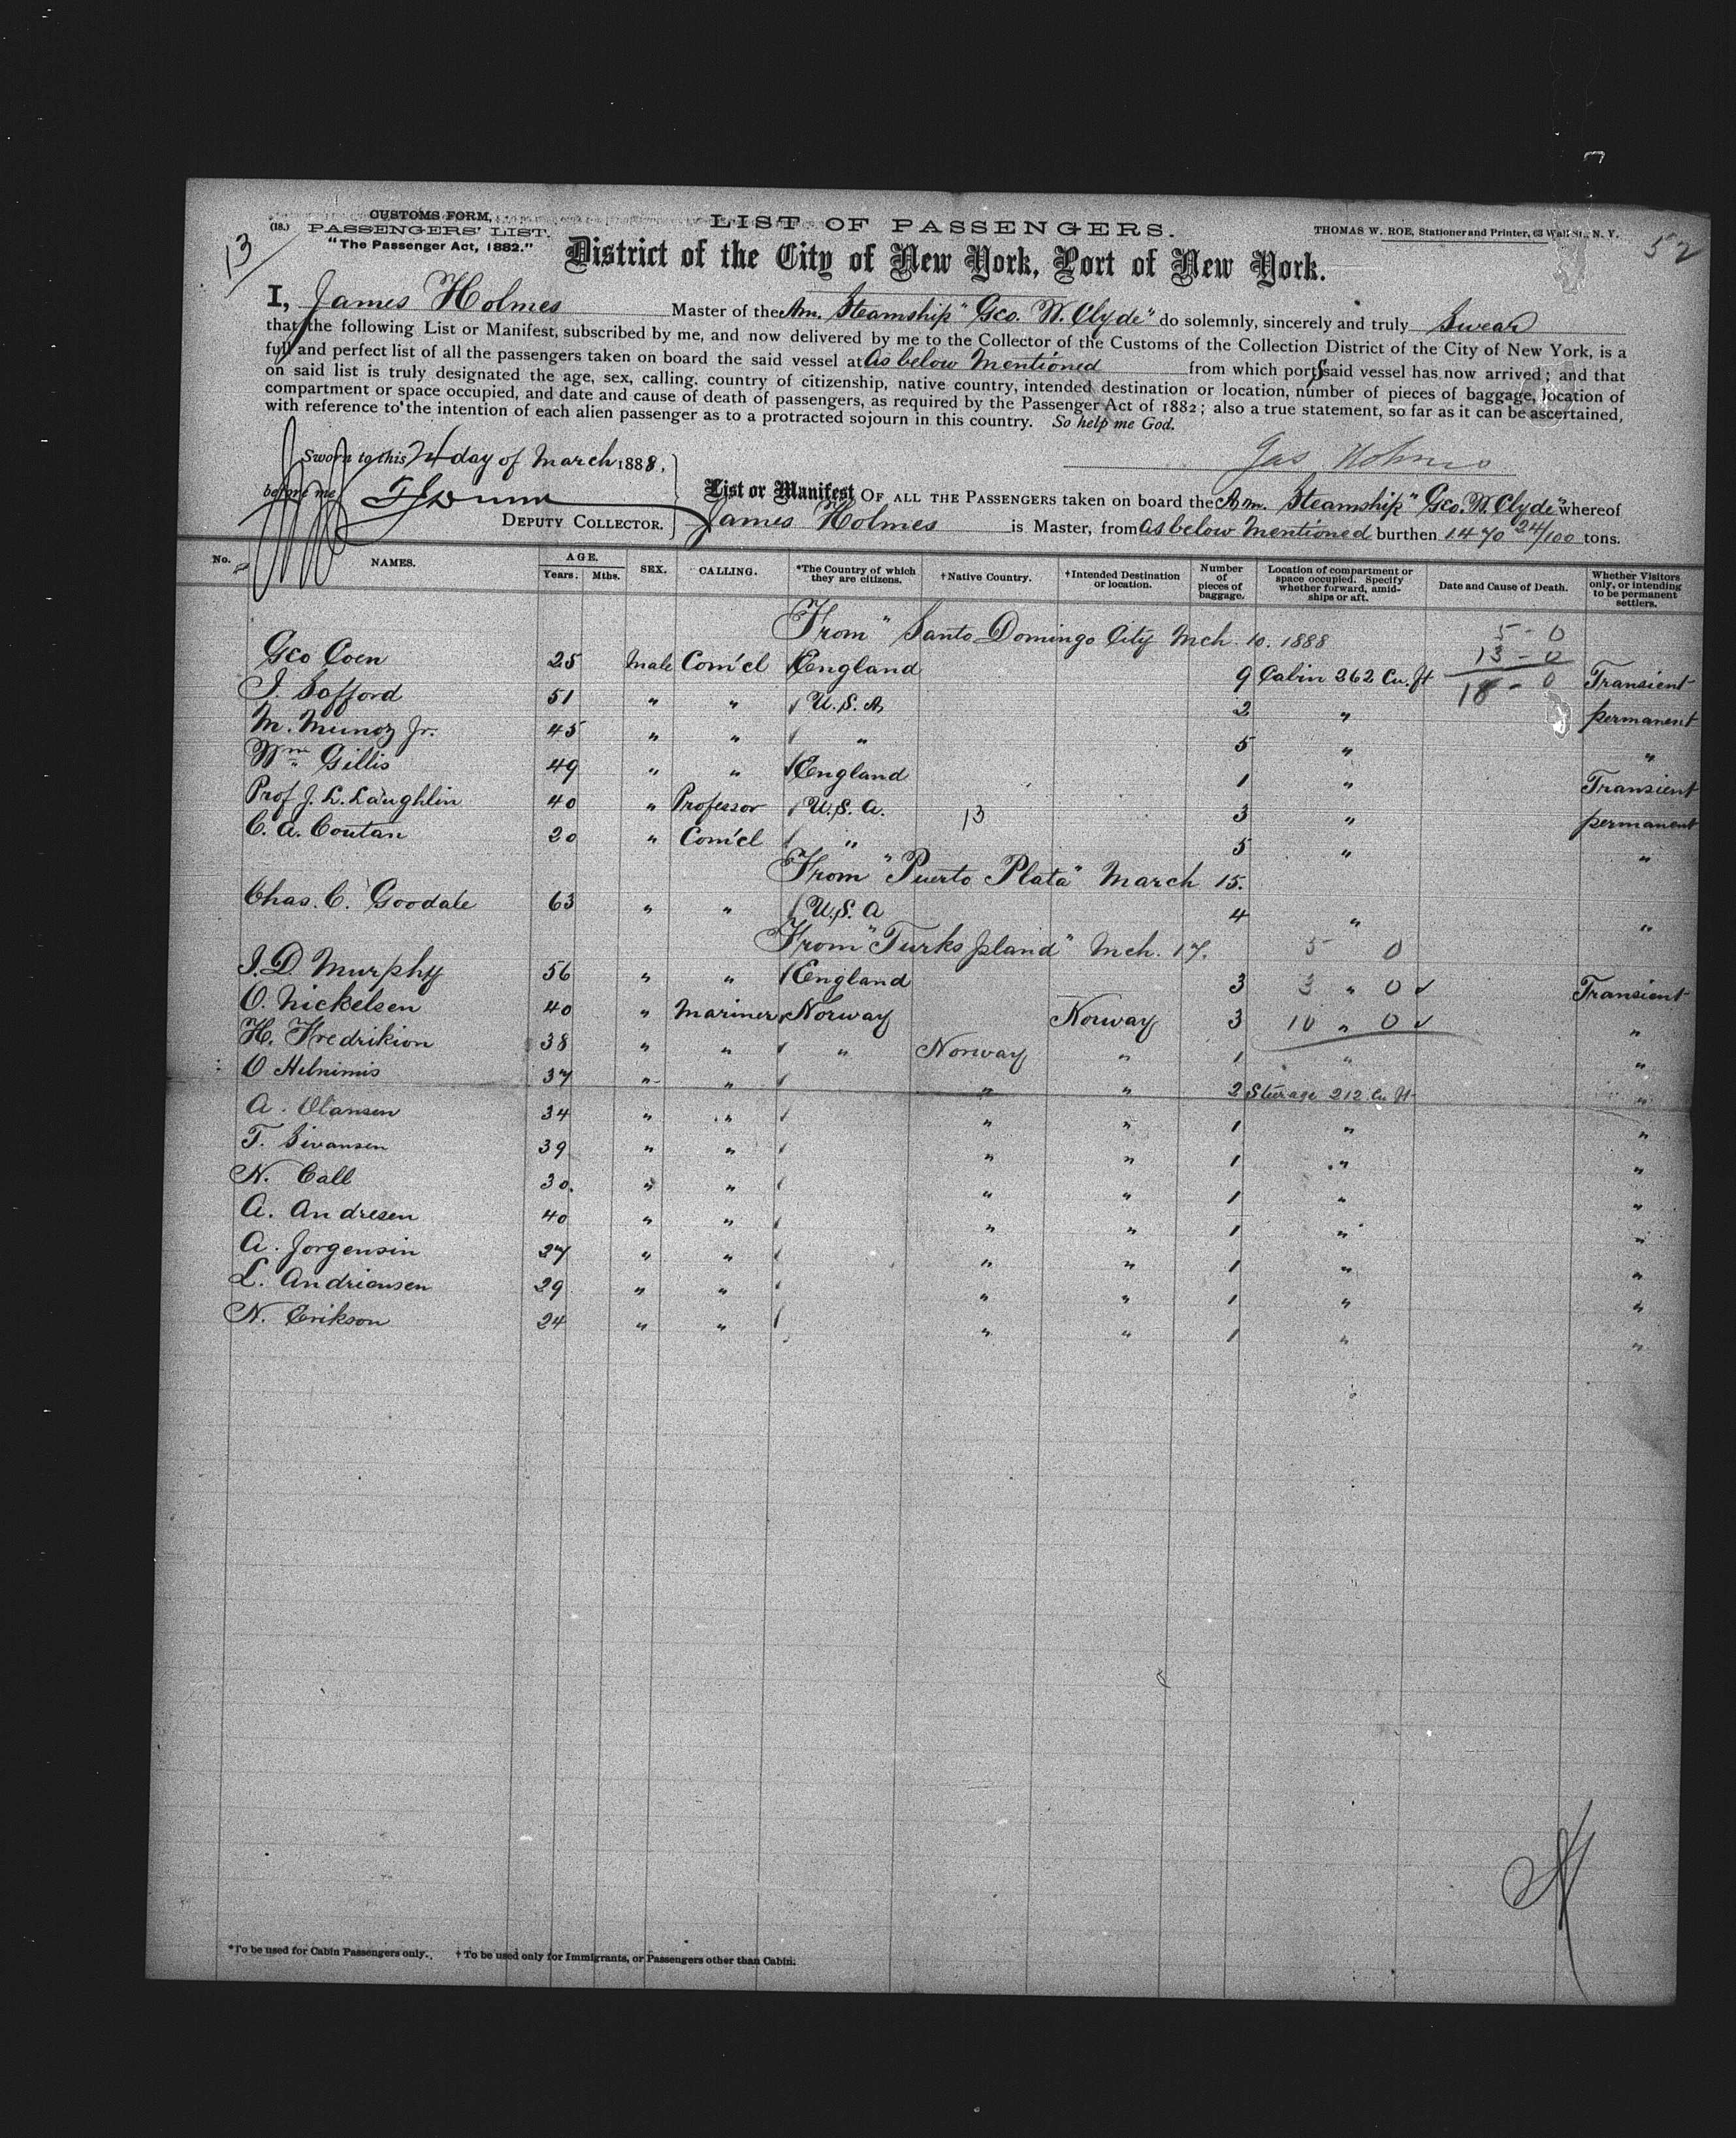 CUSTOMS FORM,
(18.) PASSENGERS' LIST.
"The Passenger Act, 1882."
LIST OF PASSENGERS.
THOMAS W. ROE, Stationer and Printer, 63 Wall St., N. Y.
13
52
District of the City of New York, Port of New York.
I, James Holmes Master of the Am. Steamship "Geo. W. Clyde" do solemnly, sincerely and truly Swear
that the following List or Manifest, subscribed by me, and now delivered by me to the Collector of the Customs of the Collection District of the City of New York, is a
full and perfect list of all the passengers taken on board the said vessel at As below Mentioned from which port s said vessel has now arrived; and that
on said list is truly designated the age, sex, calling, country of citizenship, native country, intended destination or location, number of pieces of baggage, location of
compartment or space occupied, and date and cause of death of passengers, as required by the Passenger Act of 1882; also a true statement, so far as it can be ascertained,
with reference to the intention of each alien passenger as to a protracted sojourn in this country. So help me God.
Sworn to this day of March 1888,
Jas Holmes
before me
DEPUTY COLLECTOR.
List or Manifest OF ALL THE PASSENGERS taken on board the Am. Steamship "Geo. W. Clyde" whereof
James Holmes is Master, from As below Mentioned burthen 1470 24/100 tons.
No. NAMES. AGE. Years. Mths. SEX. CALLING. *The Country of which they are citizens. †Native Country. †Intended Destination or location. Number of pieces of baggage. Location of compartment or space occupied. Specify whether forward, amidships or aft. Date and Cause of Death. Whether Visitors only, or intending to be permanent settlers.
From "Santo Domingo City Mch. 10. 1888 5 - 0
13 - 0
18 - 0
Geo Coen 25 Male Com'cl England 9 Cabin 262 Cu. ft Transient
J. Safford 51 " " U.S.A 2 " permanent
M. Munoz Jr. 45 " " " 5 " "
Wm Gillis 49 " " England 1 " Transient
Prof J. L. Laughlin 40 " Professor U.S.A. 13 3 " permanent
C. A. Coutan 20 " Com'cl " 5 " "
From "Puerto Plata" March 15.
Chas. C. Goodale 63 " " U.S.A 4 " "
From "Turks Island" Mch. 17. 5 0
J. D. Murphy 56 " " England 3 3 " 0 Transient
O. Nickelsen 40 " Mariner Norway Norway 3 10 " 0 "
H. Fredrikion 38 " " " Norway " 1 " "
O 37 " " " " 2 Steerage 212 Cu. ft "
A. Olansen 34 " " " " 1 " "
T. Sivansen 39 " " " " 1 " "
N. Call 30. " " " " 1 " "
A. Andresen 40 " " " " 1 " "
A. Jorgensin 27 " " " " 1 " "
L. Andriensen 29 " " " " 1 " "
N. Erikson 24 " " " " 1 " "
*To be used for Cabin Passengers only. †To be used only for Immigrants, or Passengers other than Cabin.